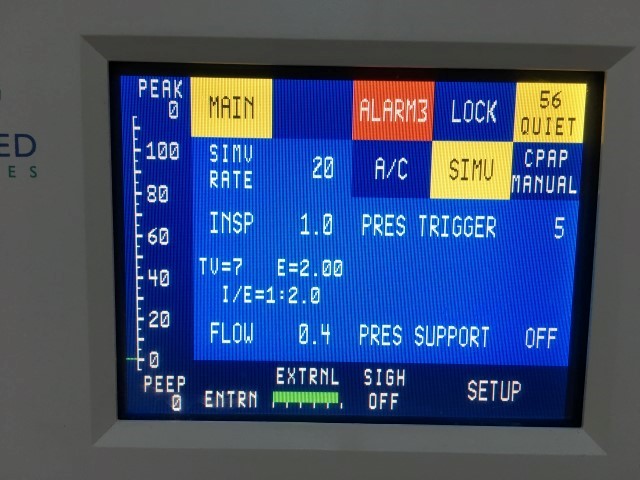 PEAK
0
MAIN
ALARM3
LOCK
56
QUIET
ED
ES
100
80
60
40
20
0
SIMV
RATE
20
A/C
SIMV
CPAP
MANUAL
INSP
1.0
PRES TRIGGER
5
TV=7 E=2.00
I/E=1:2.0
FLOW
0.4
PRES SUPPORT
OFF
PEEP
0
ENTRN
EXTRNL
SIGH
OFF
SETUP